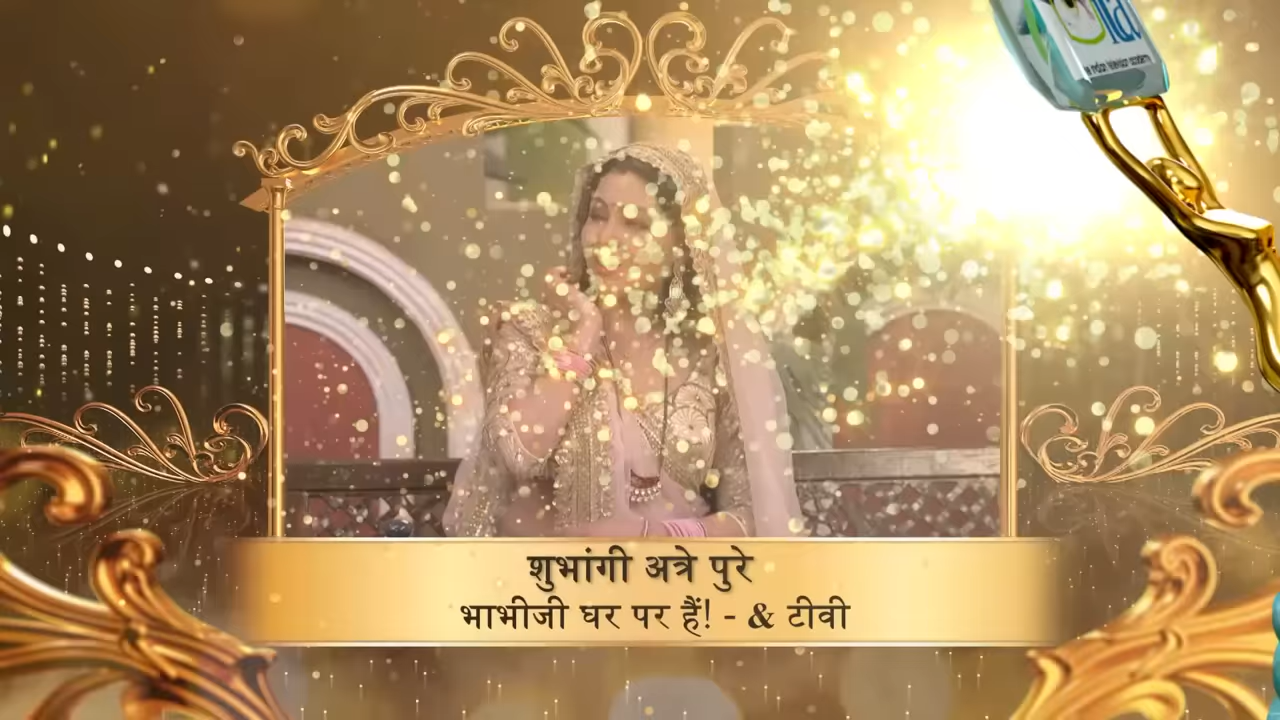 शुभांगी अत्रे पुरे
भाभीजी घर पर हैं! - & टीवी